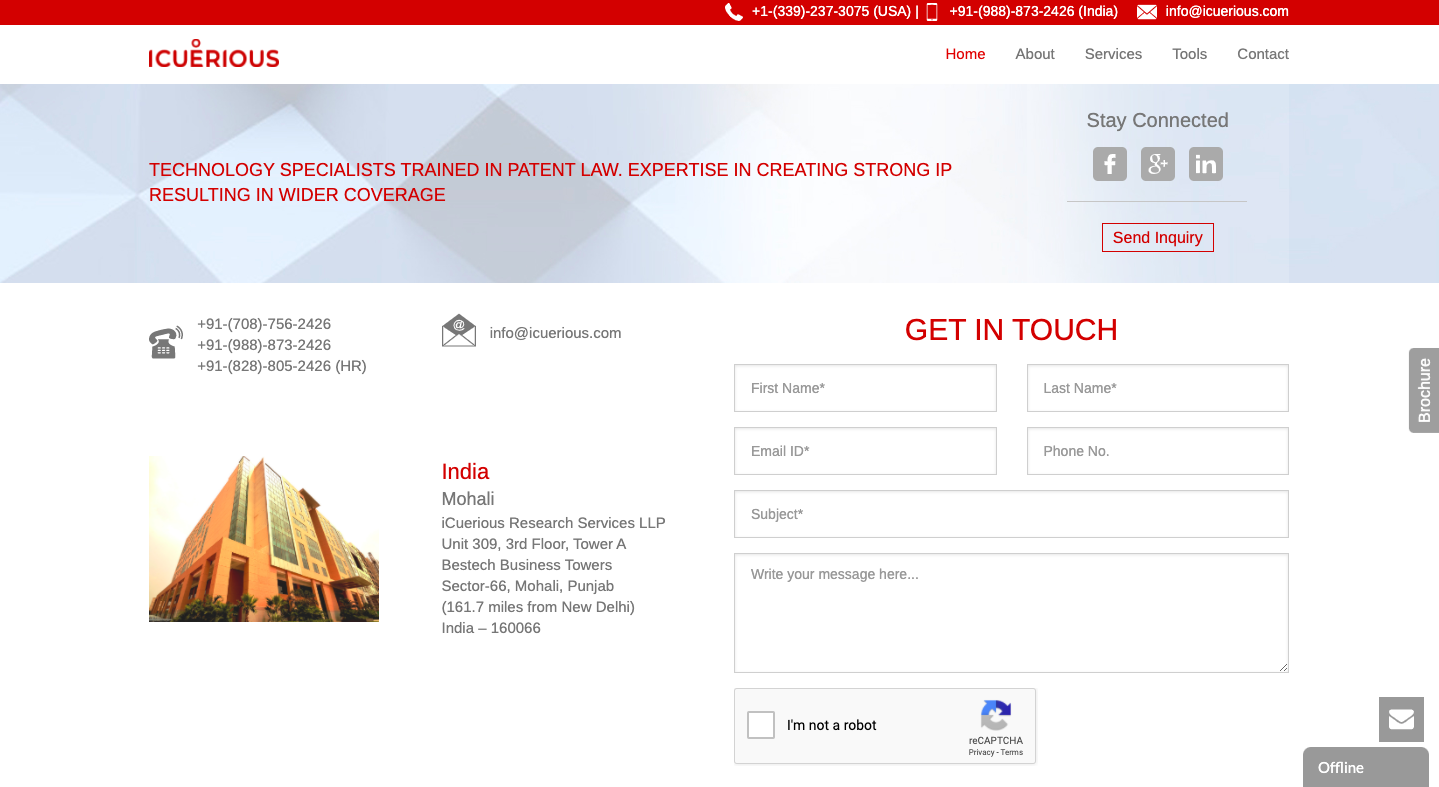 +1-(339)-237-3075 (USA) | +91-(988)-873-2426 (India) info@icuerious.com
ICUERIOUS
Home About Services Tools Contact
Stay Connected
TECHNOLOGY SPECIALISTS TRAINED IN PATENT LAW. EXPERTISE IN CREATING STRONG IP
RESULTING IN WIDER COVERAGE
Send Inquiry
+91-(708)-756-2426
+91-(988)-873-2426
+91-(828)-805-2426 (HR)
info@icuerious.com
India
Mohali
iCuerious Research Services LLP
Unit 309, 3rd Floor, Tower A
Bestech Business Towers
Sector-66, Mohali, Punjab
(161.7 miles from New Delhi)
India – 160066
GET IN TOUCH
First Name* Last Name*
Email ID* Phone No.
Subject*
Write your message here...
I'm not a robot
reCAPTCHA
Privacy - Terms
Brochure
Offline